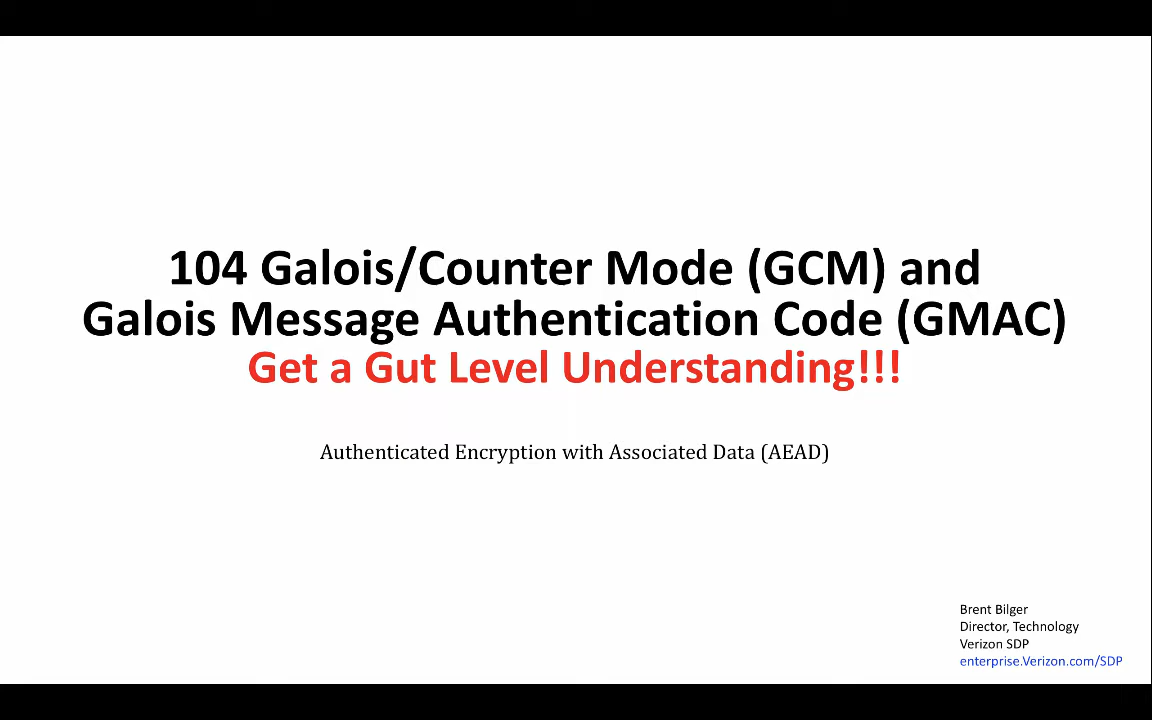 104 Galois/Counter Mode (GCM) and
Galois Message Authentication Code (GMAC)
Get a Gut Level Understanding!!!
Authenticated Encryption with Associated Data (AEAD)
Brent Bilger
Director, Technology
Verizon SDP
enterprise.Verizon.com/SDP